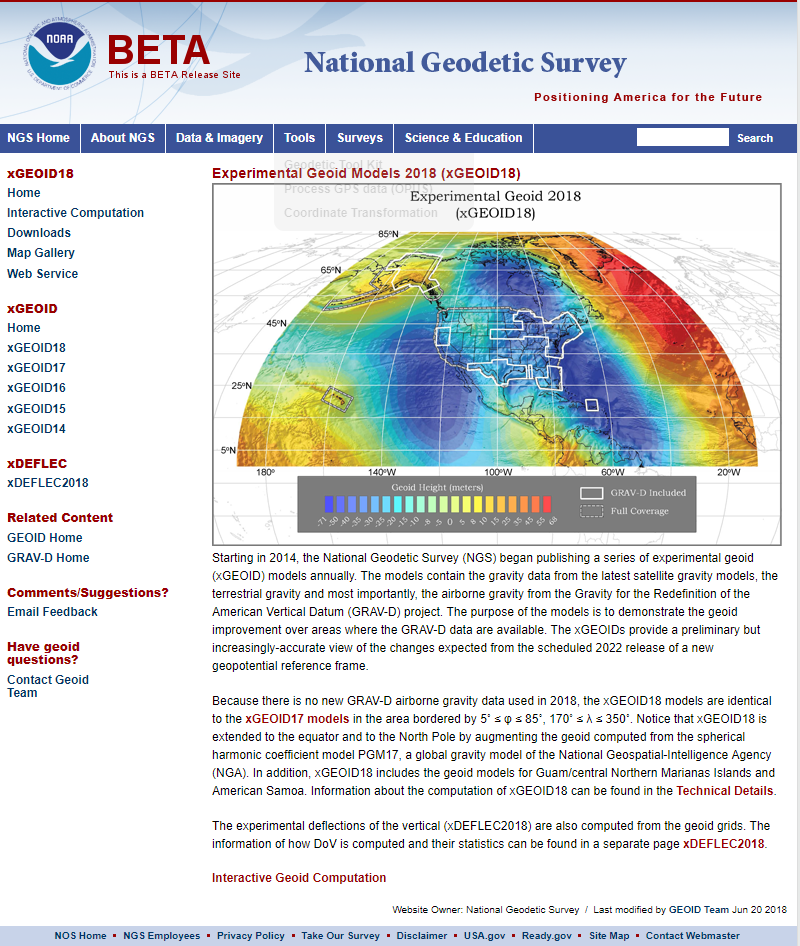 NOAA
NATIONAL OCEANIC AND ATMOSPHERIC ADMINISTRATION
U.S. DEPARTMENT OF COMMERCE
BETA
This is a BETA Release Site
National Geodetic Survey
Positioning America for the Future
NGS Home About NGS Data & Imagery Tools Surveys Science & Education Search
Geodetic Tool Kit
Process GPS data (OPUS)
Coordinate Transformation
xGEOID18
Home
Interactive Computation
Downloads
Map Gallery
Web Service
xGEOID
Home
xGEOID18
xGEOID17
xGEOID16
xGEOID15
xGEOID14
xDEFLEC
xDEFLEC2018
Related Content
GEOID Home
GRAV-D Home
Comments/Suggestions?
Email Feedback
Have geoid
questions?
Contact Geoid
Team
Experimental Geoid Models 2018 (xGEOID18)
Experimental Geoid 2018
(xGEOID18)
85ºN
65ºN
45ºN
25ºN
5ºN
180º 140ºW 100ºW 60ºW 20ºW
Geoid Height (meters)
-71 -50 -40 -35 -25 -20 -15 -10 -8 -5 0 5 8 10 15 25 35 45 55 68
GRAV-D Included
Full Coverage
Starting in 2014, the National Geodetic Survey (NGS) began publishing a series of experimental geoid
(xGEOID) models annually. The models contain the gravity data from the latest satellite gravity models, the
terrestrial gravity and most importantly, the airborne gravity from the Gravity for the Redefinition of the
American Vertical Datum (GRAV-D) project. The purpose of the models is to demonstrate the geoid
improvement over areas where the GRAV-D data are available. The xGEOIDs provide a preliminary but
increasingly-accurate view of the changes expected from the scheduled 2022 release of a new
geopotential reference frame.
Because there is no new GRAV-D airborne gravity data used in 2018, the xGEOID18 models are identical
to the xGEOID17 models in the area bordered by 5˚ ≤ φ ≤ 85˚, 170˚ ≤ λ ≤ 350˚. Notice that xGEOID18 is
extended to the equator and to the North Pole by augmenting the geoid computed from the spherical
harmonic coefficient model PGM17, a global gravity model of the National Geospatial-Intelligence Agency
(NGA). In addition, xGEOID18 includes the geoid models for Guam/central Northern Marianas Islands and
American Samoa. Information about the computation of xGEOID18 can be found in the Technical Details.
The experimental deflections of the vertical (xDEFLEC2018) are also computed from the geoid grids. The
information of how DoV is computed and their statistics can be found in a separate page xDEFLEC2018.
Interactive Geoid Computation
Website Owner: National Geodetic Survey / Last modified by GEOID Team Jun 20 2018
NOS Home ▪ NGS Employees ▪ Privacy Policy ▪ Take Our Survey ▪ Disclaimer ▪ USA.gov ▪ Ready.gov ▪ Site Map ▪ Contact Webmaster